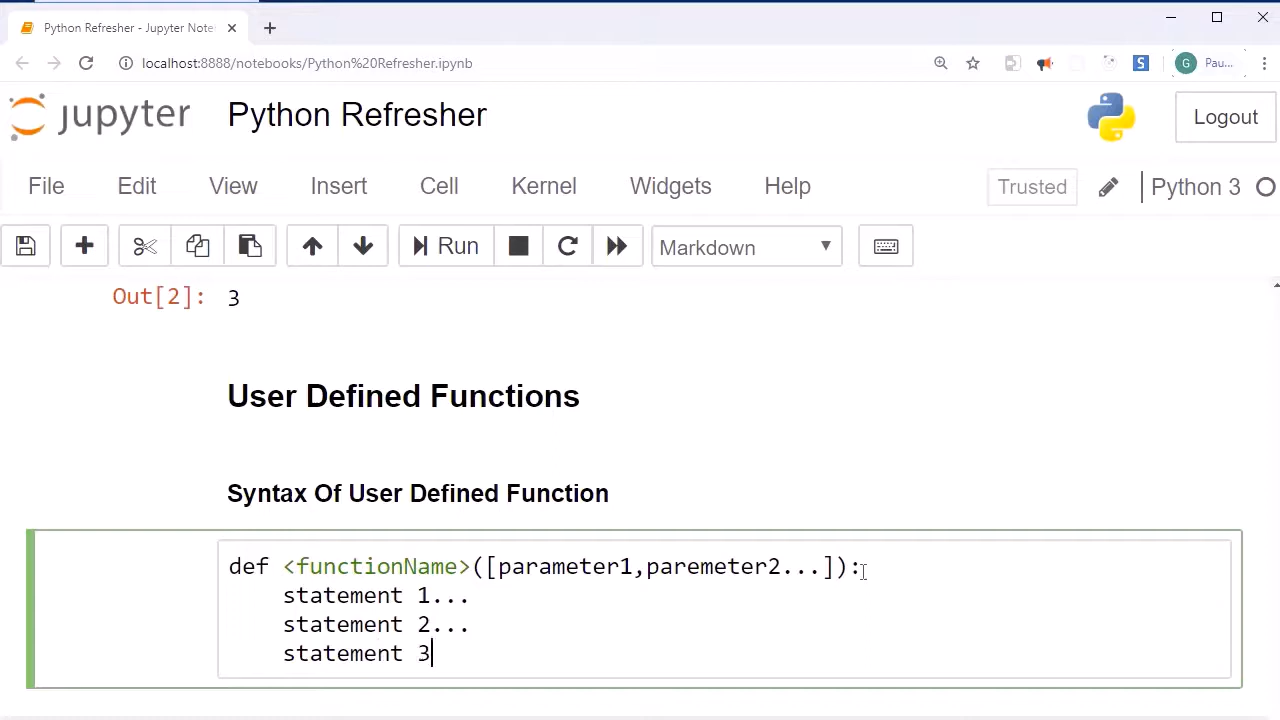 Python Refresher - Jupyter Note
localhost:8888/notebooks/Python%20Refresher.ipynb
S
G Pau...
jupyter Python Refresher
Logout
File Edit View Insert Cell Kernel Widgets Help
Trusted Python 3
Run Markdown
Out[2]: 3
User Defined Functions
Syntax Of User Defined Function
def <functionName>([parameter1,paremeter2...]):
statement 1...
statement 2...
statement 3